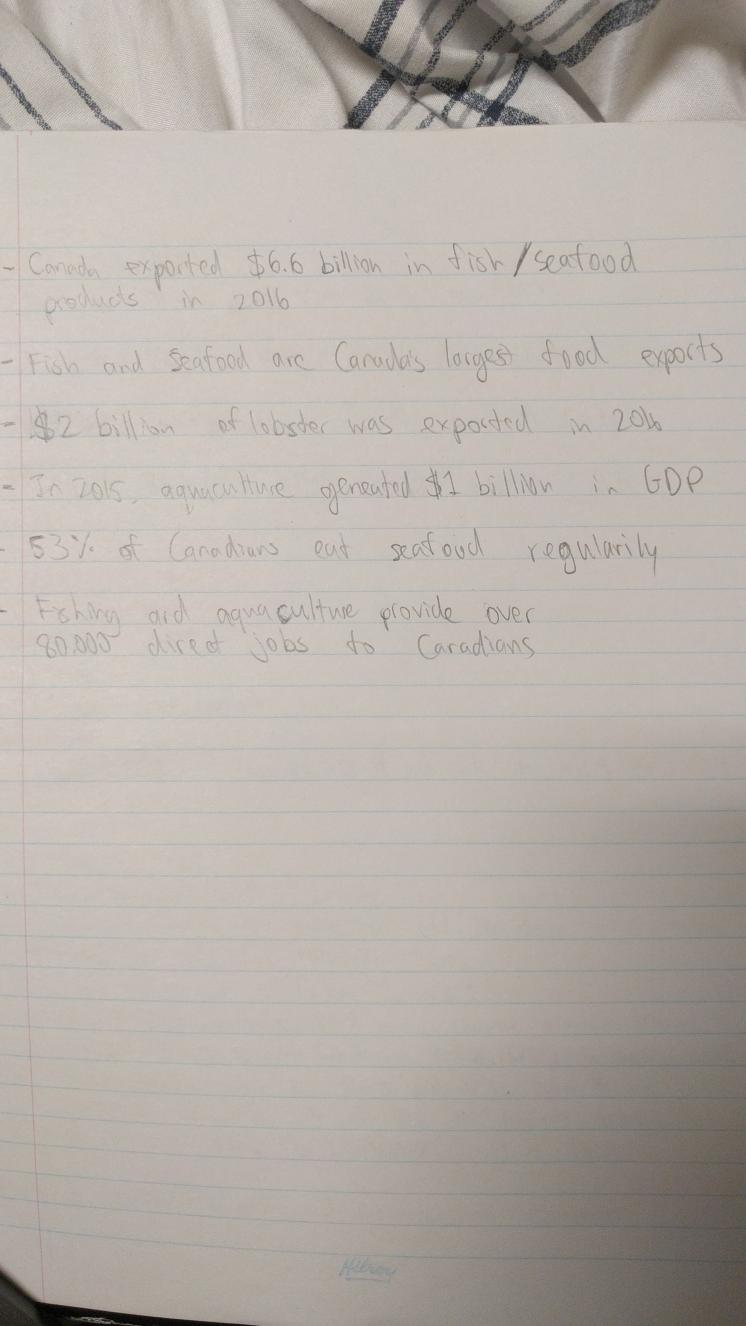 - Canada exported $6.6 billion in fish/seafood
products in 2016
- Fish and Seafood are Canada's largest food exports
- $2 billion of lobster was exported in 2016
- In 2015, aquaculture generated $1 billion in GDP
- 53% of Canadians eat seafood regularily
- Fishing and aquaculture provide over
80,000 direct jobs to Canadians
Hilroy